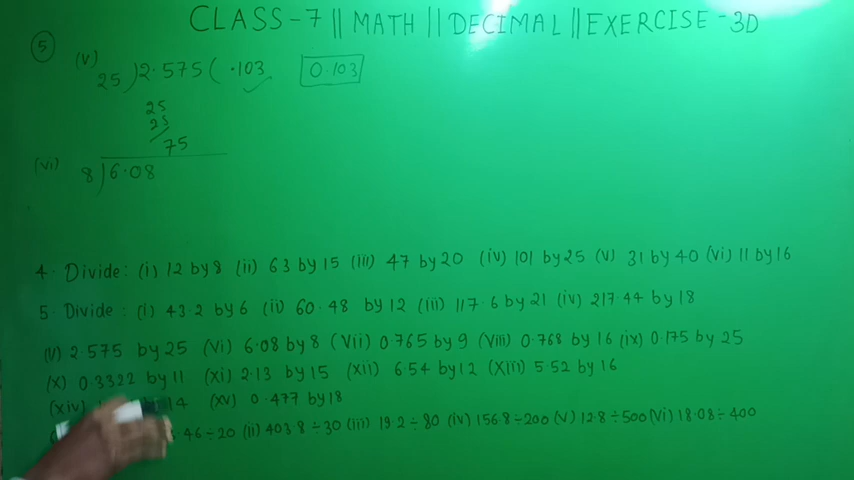 CLASS-7 || MATH || DECIMAL || EXERCISE-3D
5
(V) 25)2.575(.103 0.103
25
25
75
(vi) 8)6.08
4. Divide: (i) 12 by 8 (ii) 63 by 15 (iii) 47 by 20 (iv) 101 by 25 (v) 31 by 40 (vi) 11 by 16
5. Divide: (i) 43.2 by 6 (ii) 60.48 by 12 (iii) 117.6 by 21 (iv) 217.44 by 18
(V) 2.575 by 25 (vi) 6.08 by 8 (Vii) 0.765 by 9 (Viii) 0.768 by 16 (ix) 0.175 by 25
(X) 0.3322 by 11 (xi) 2.13 by 15 (xii) 6.54 by 12 (Xiii) 5.52 by 16
(xiv) 14 (xv) 0.477 by 18
.46÷20 (ii) 403.8÷30 (iii) 19.2÷80 (iv) 156.8÷200 (v) 12.8÷500 (Vi) 18.08÷400